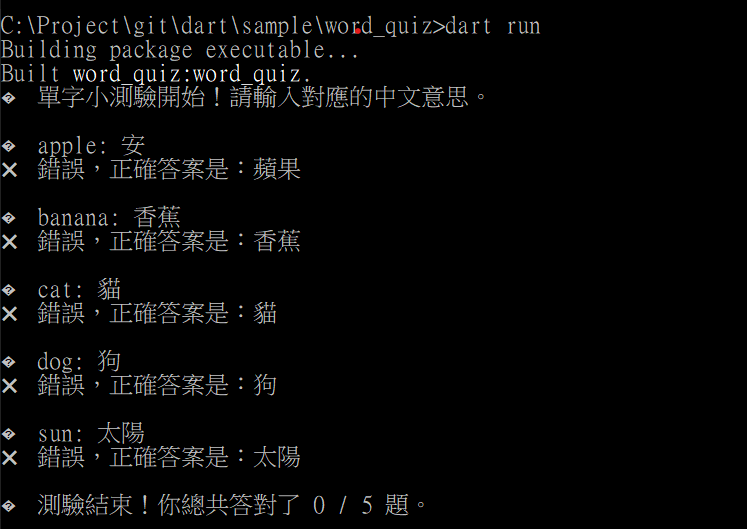 C:\Project\git\dart\sample\word_quiz>dart run
Building package executable...
Built word_quiz:word_quiz.
� 單字小測驗開始！請輸入對應的中文意思。
� apple: 安
❌ 錯誤，正確答案是：蘋果
� banana: 香蕉
❌ 錯誤，正確答案是：香蕉
� cat: 貓
❌ 錯誤，正確答案是：貓
� dog: 狗
❌ 錯誤，正確答案是：狗
� sun: 太陽
❌ 錯誤，正確答案是：太陽
� 測驗結束！你總共答對了 0 / 5 題。